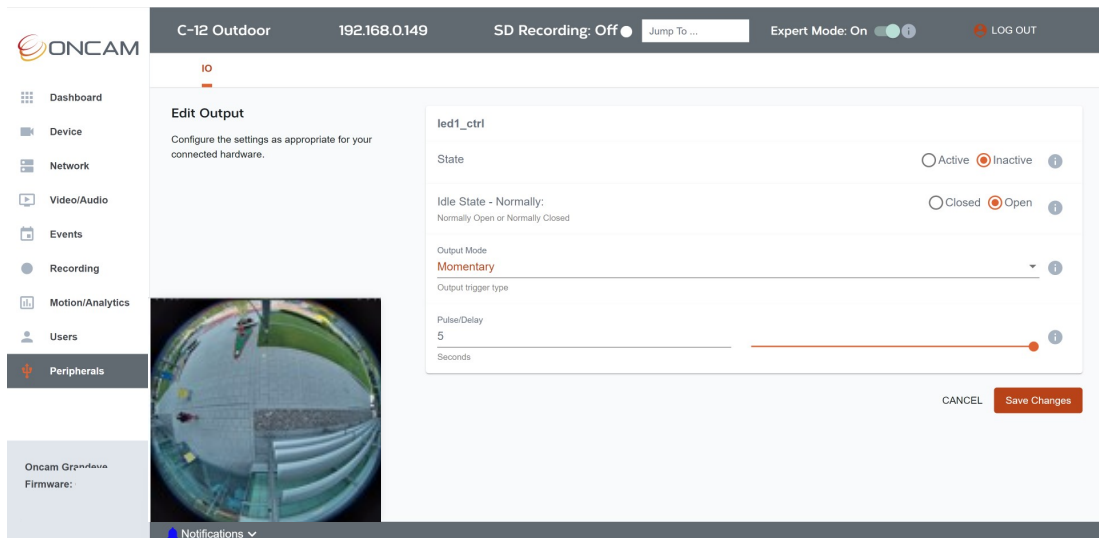 ONCAM
C-12 Outdoor
192.168.0.149
SD Recording: Off
Jump To ...
Expert Mode: On
LOG OUT
IO
Dashboard
Device
Network
Video/Audio
Events
Recording
Motion/Analytics
Users
Peripherals
Oncam Grandeye
Firmware:
Edit Output
Configure the settings as appropriate for your
connected hardware.
led1_ctrl
State
Active
Inactive
Idle State - Normally:
Normally Open or Normally Closed
Closed
Open
Output Mode
Momentary
Output trigger type
Pulse/Delay
5
Seconds
CANCEL
Save Changes
Notifications